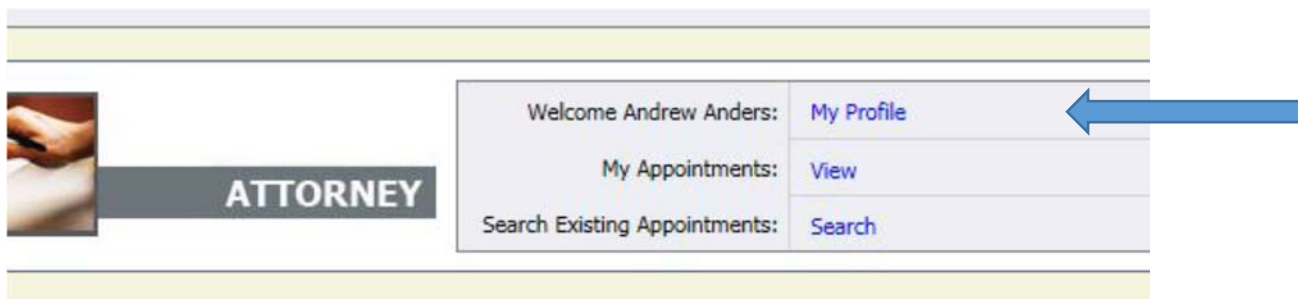 ATTORNEY
Welcome Andrew Anders: My Profile
My Appointments: View
Search Existing Appointments: Search